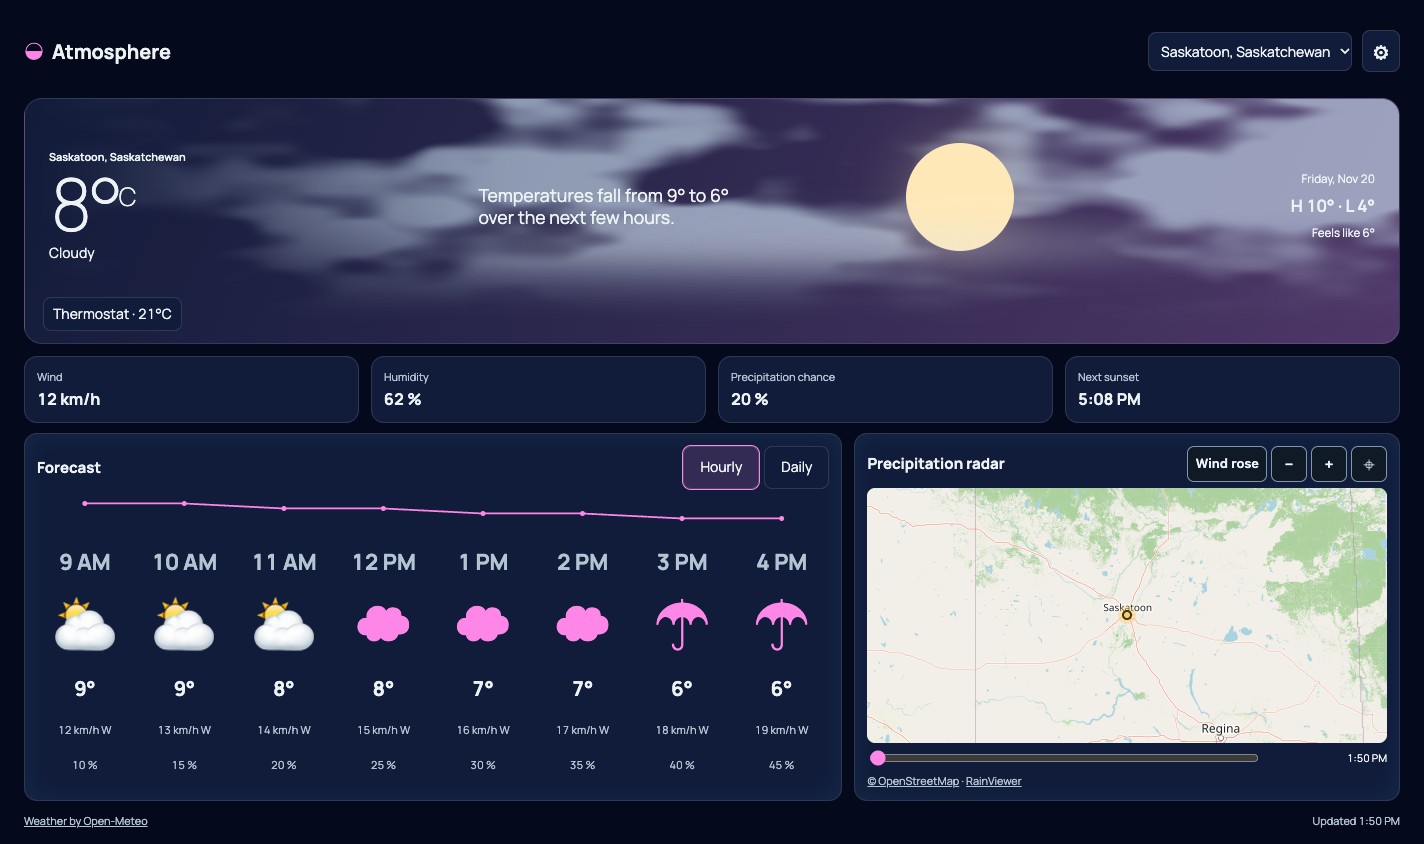 Atmosphere
Saskatoon, Saskatchewan
Saskatoon, Saskatchewan
8°C
Cloudy
Thermostat · 21°C
Temperatures fall from 9° to 6°
over the next few hours.
Friday, Nov 20
H 10° · L 4°
Feels like 6°
Wind
12 km/h
Humidity
62 %
Precipitation chance
20 %
Next sunset
5:08 PM
Forecast
Hourly
Daily
9 AM 10 AM 11 AM 12 PM 1 PM 2 PM 3 PM 4 PM
9° 9° 8° 8° 7° 7° 6° 6°
12 km/h W 13 km/h W 14 km/h W 15 km/h W 16 km/h W 17 km/h W 18 km/h W 19 km/h W
10 % 15 % 20 % 25 % 30 % 35 % 40 % 45 %
Precipitation radar
Wind rose
−
+
Saskatoon
Regina
1:50 PM
© OpenStreetMap · RainViewer
Weather by Open-Meteo
Updated 1:50 PM